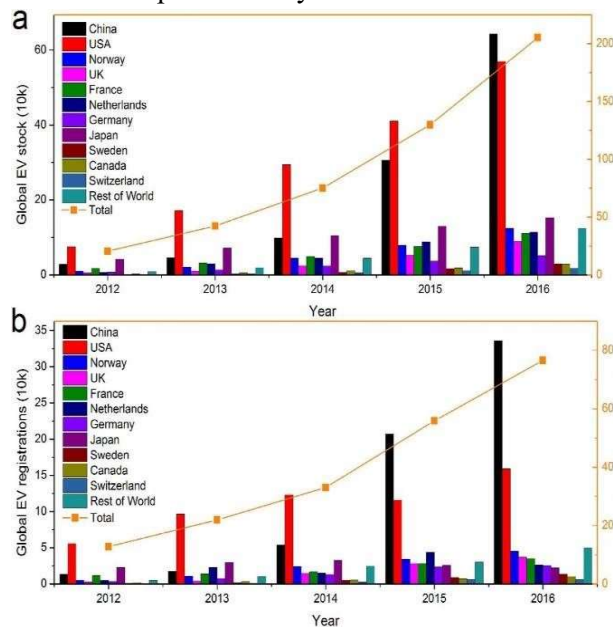 a
China
USA
Norway
UK
France
Netherlands
Germany
Japan
Sweden
Canada
Switzerland
Rest of World
Total
Global EV stock (10k)
60
40
20
0
200
150
100
50
0
2012 2013 2014 2015 2016
Year
b
China
USA
Norway
UK
France
Netherlands
Germany
Japan
Sweden
Canada
Switzerland
Rest of World
Total
Global EV registrations (10k)
35
30
25
20
15
10
5
0
80
60
40
20
0
2012 2013 2014 2015 2016
Year